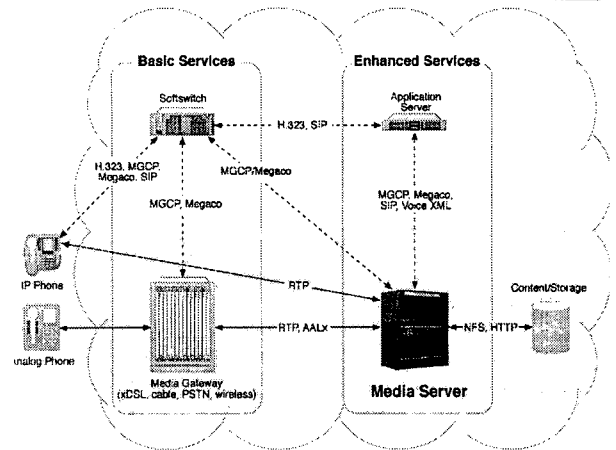 Basic Services
Enhanced Services
Softswitch
Application
Server
H.323, SIP
H.323, MGCP,
Megaco, SIP
MGCP/Megaco
MGCP, Megaco
MGCP, Megaco,
SIP, Voice XML
IP Phone
RTP
Content/Storage
nalog Phone
RTP, AALx
NFS, HTTP
Media Gateway
(xDSL, cable, PSTN, wireless)
Media Server